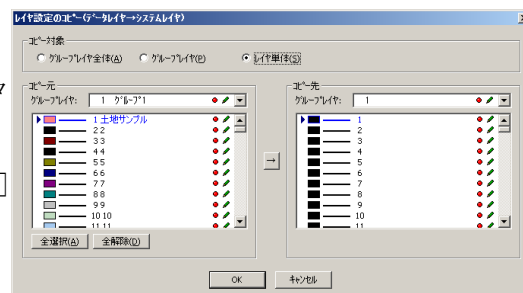 レイヤ設定のコピー(データレイヤ→システムレイヤ)
コピー対象
グループレイヤ全体(A) グループレイヤ(P) レイヤ単体(S)
コピー元
グループレイヤ: 1 グループ1
1 土地サンプル
2 2
3 3
4 4
5 5
6 6
7 7
8 8
9 9
10 10
11 11
全選択(A) 全解除(D)
→
コピー先
グループレイヤ: 1
1
2
3
4
5
6
7
8
9
10
11
OK キャンセル